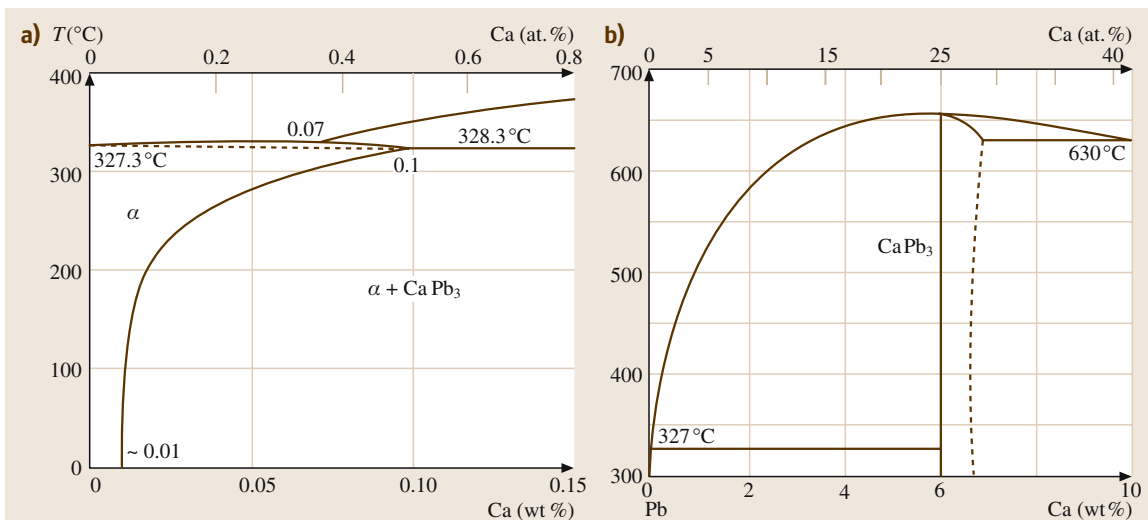 a) T(°C)
Ca (at.%)
0 0.2 0.4 0.6 0.8
400
300
200
100
0
0.07
328.3 °C
327.3 °C
0.1
α
α + Ca Pb3
~ 0.01
0 0.05 0.10 0.15
Ca (wt %)
b)
Ca (at.%)
0 5 15 25 40
700
600
500
400
300
630 °C
CaPb3
327 °C
0 2 4 6 10
Pb
Ca (wt%)